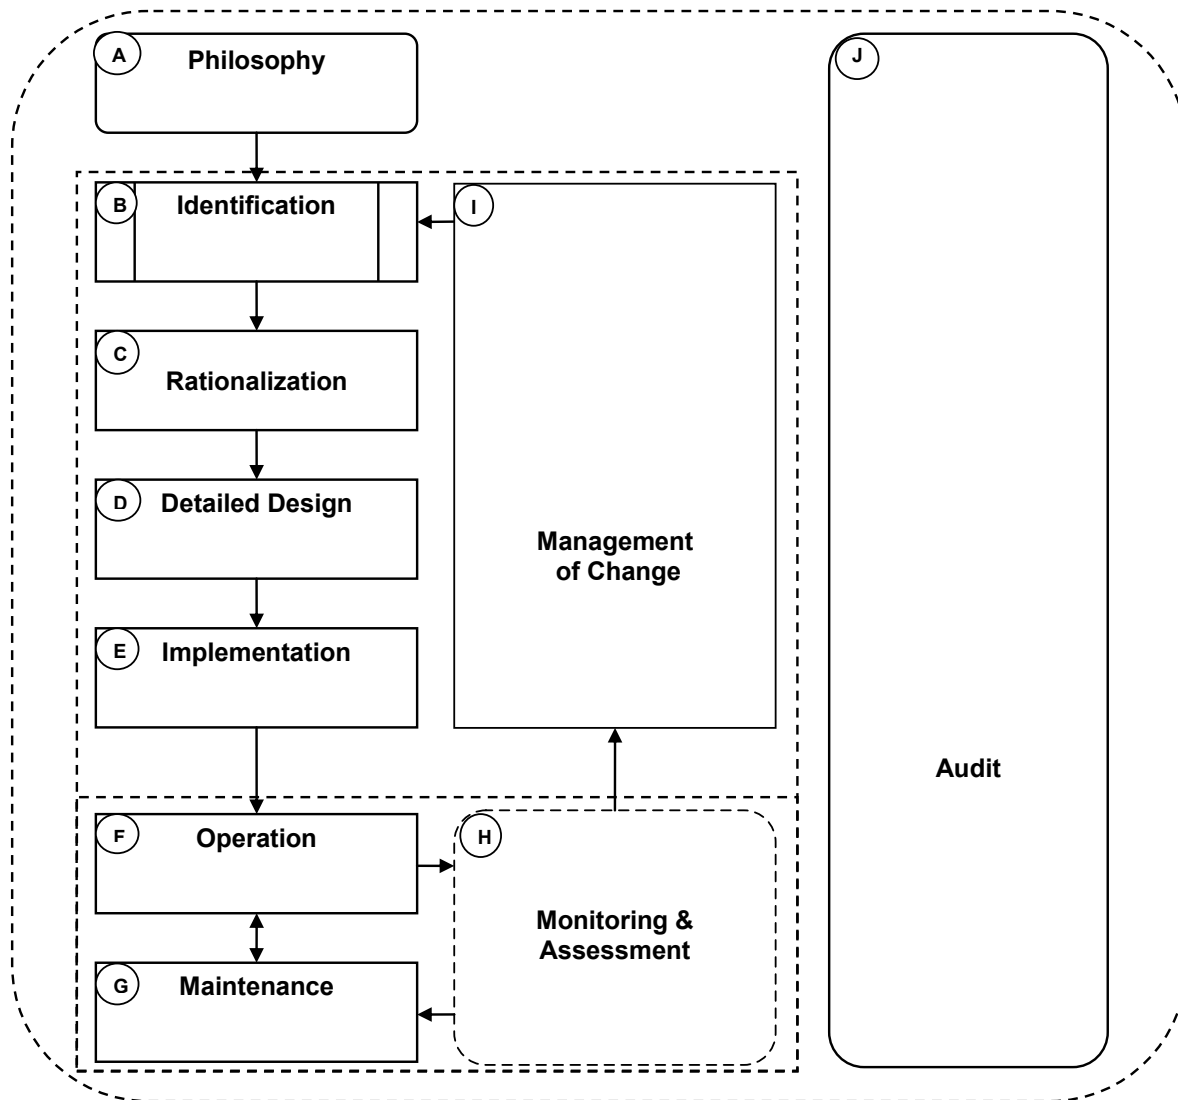 A
Philosophy
J
B
Identification
I
C
Rationalization
D
Detailed Design
Management
of Change
E
Implementation
Audit
F
Operation
H
Monitoring &
Assessment
G
Maintenance